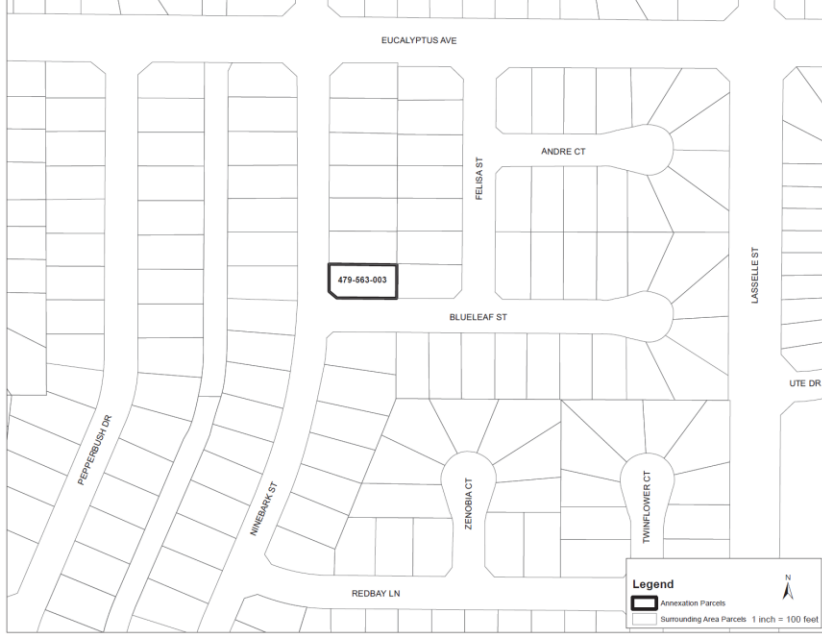 EUCALYPTUS AVE
ANDRE CT
FELISA ST
LASSELLE ST
479-563-003
BLUELEAF ST
UTE DR
PEPPERBUSH DR
NINEBARK ST
ZENOBIA CT
TWINFLOWER CT
REDBAY LN
Legend
N
Annexation Parcels
Surrounding Area Parcels 1 inch = 100 feet